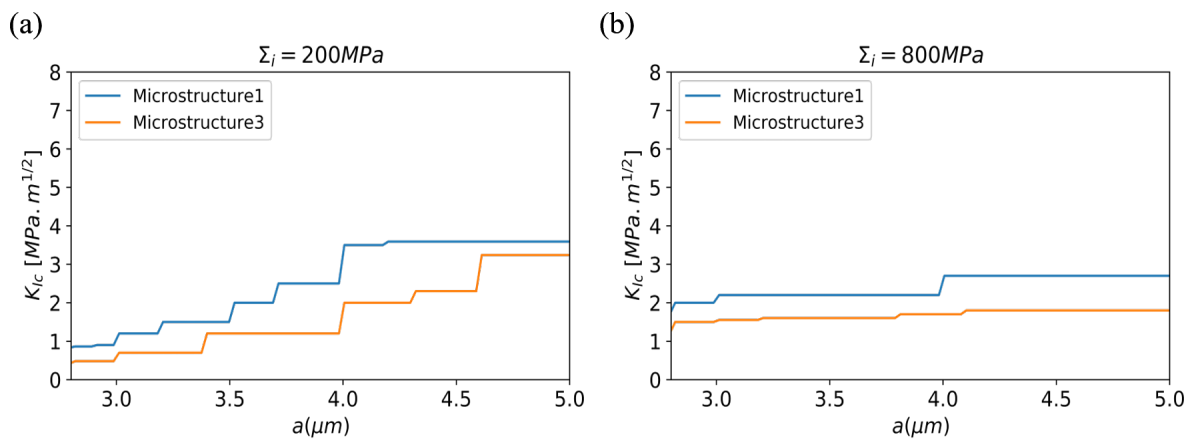 (a)
Σi = 200MPa
8
7
6
5
4
3
2
1
0
KIc [MPa.m^1/2]
Microstructure1
Microstructure3
3.0 3.5 4.0 4.5 5.0
a(μm)
(b)
Σi = 800MPa
8
7
6
5
4
3
2
1
0
KIc [MPa.m^1/2]
Microstructure1
Microstructure3
3.0 3.5 4.0 4.5 5.0
a(μm)